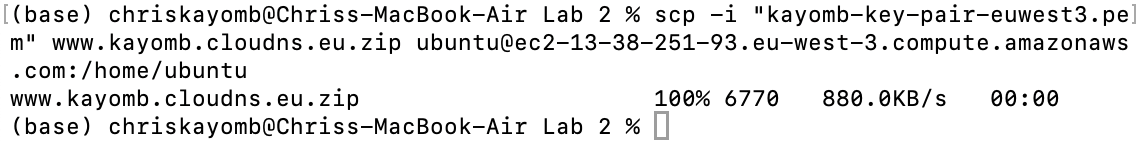 [(base) chriskayomb@Chriss-MacBook-Air Lab 2 % scp -i "kayomb-key-pair-euwest3.pe]
m" www.kayomb.cloudns.eu.zip ubuntu@ec2-13-38-251-93.eu-west-3.compute.amazonaws
.com:/home/ubuntu
www.kayomb.cloudns.eu.zip 100% 6770 880.0KB/s 00:00
(base) chriskayomb@Chriss-MacBook-Air Lab 2 %